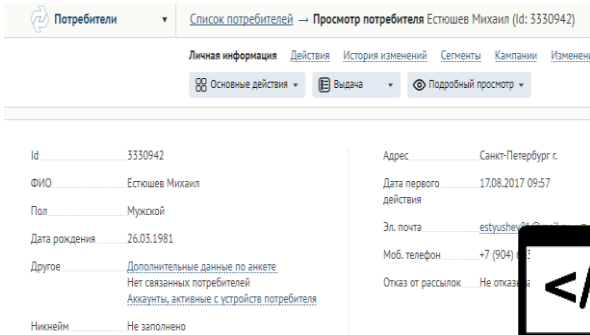 Потребители
Список потребителей → Просмотр потребителя Естюшев Михаил (Id: 3330942)
Личная информация Действия История изменений Сегменты Кампании
Основные действия Выдача Подробный просмотр
Id 3330942
ФИО Естюшев Михаил
Пол Мужской
Дата рождения 26.03.1981
Другое Дополнительные данные по анкете
Нет связанных потребителей
Аккаунты, активные с устройств потребителя
Никнейм Не заполнено
Адрес Санкт-Петербург г.
Дата первого 17.08.2017 09:57
действия
Эл. почта
Моб. телефон +7 (904)
Отказ от рассылок Не
</